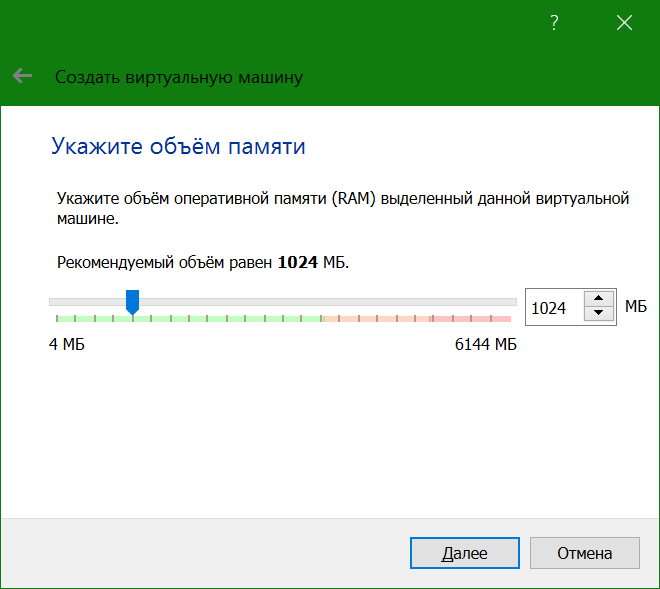 ?
Создать виртуальную машину
Укажите объём памяти
Укажите объём оперативной памяти (RAM) выделенный данной виртуальной
машине.
Рекомендуемый объём равен 1024 МБ.
1024 МБ
4 МБ 6144 МБ
Далее Отмена